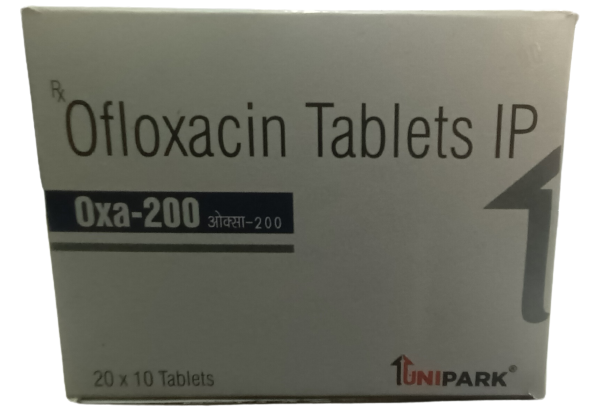 Rx
Ofloxacin Tablets IP
Oxa-200 ओक्सा-200
20 x 10 Tablets
UNIPARK®